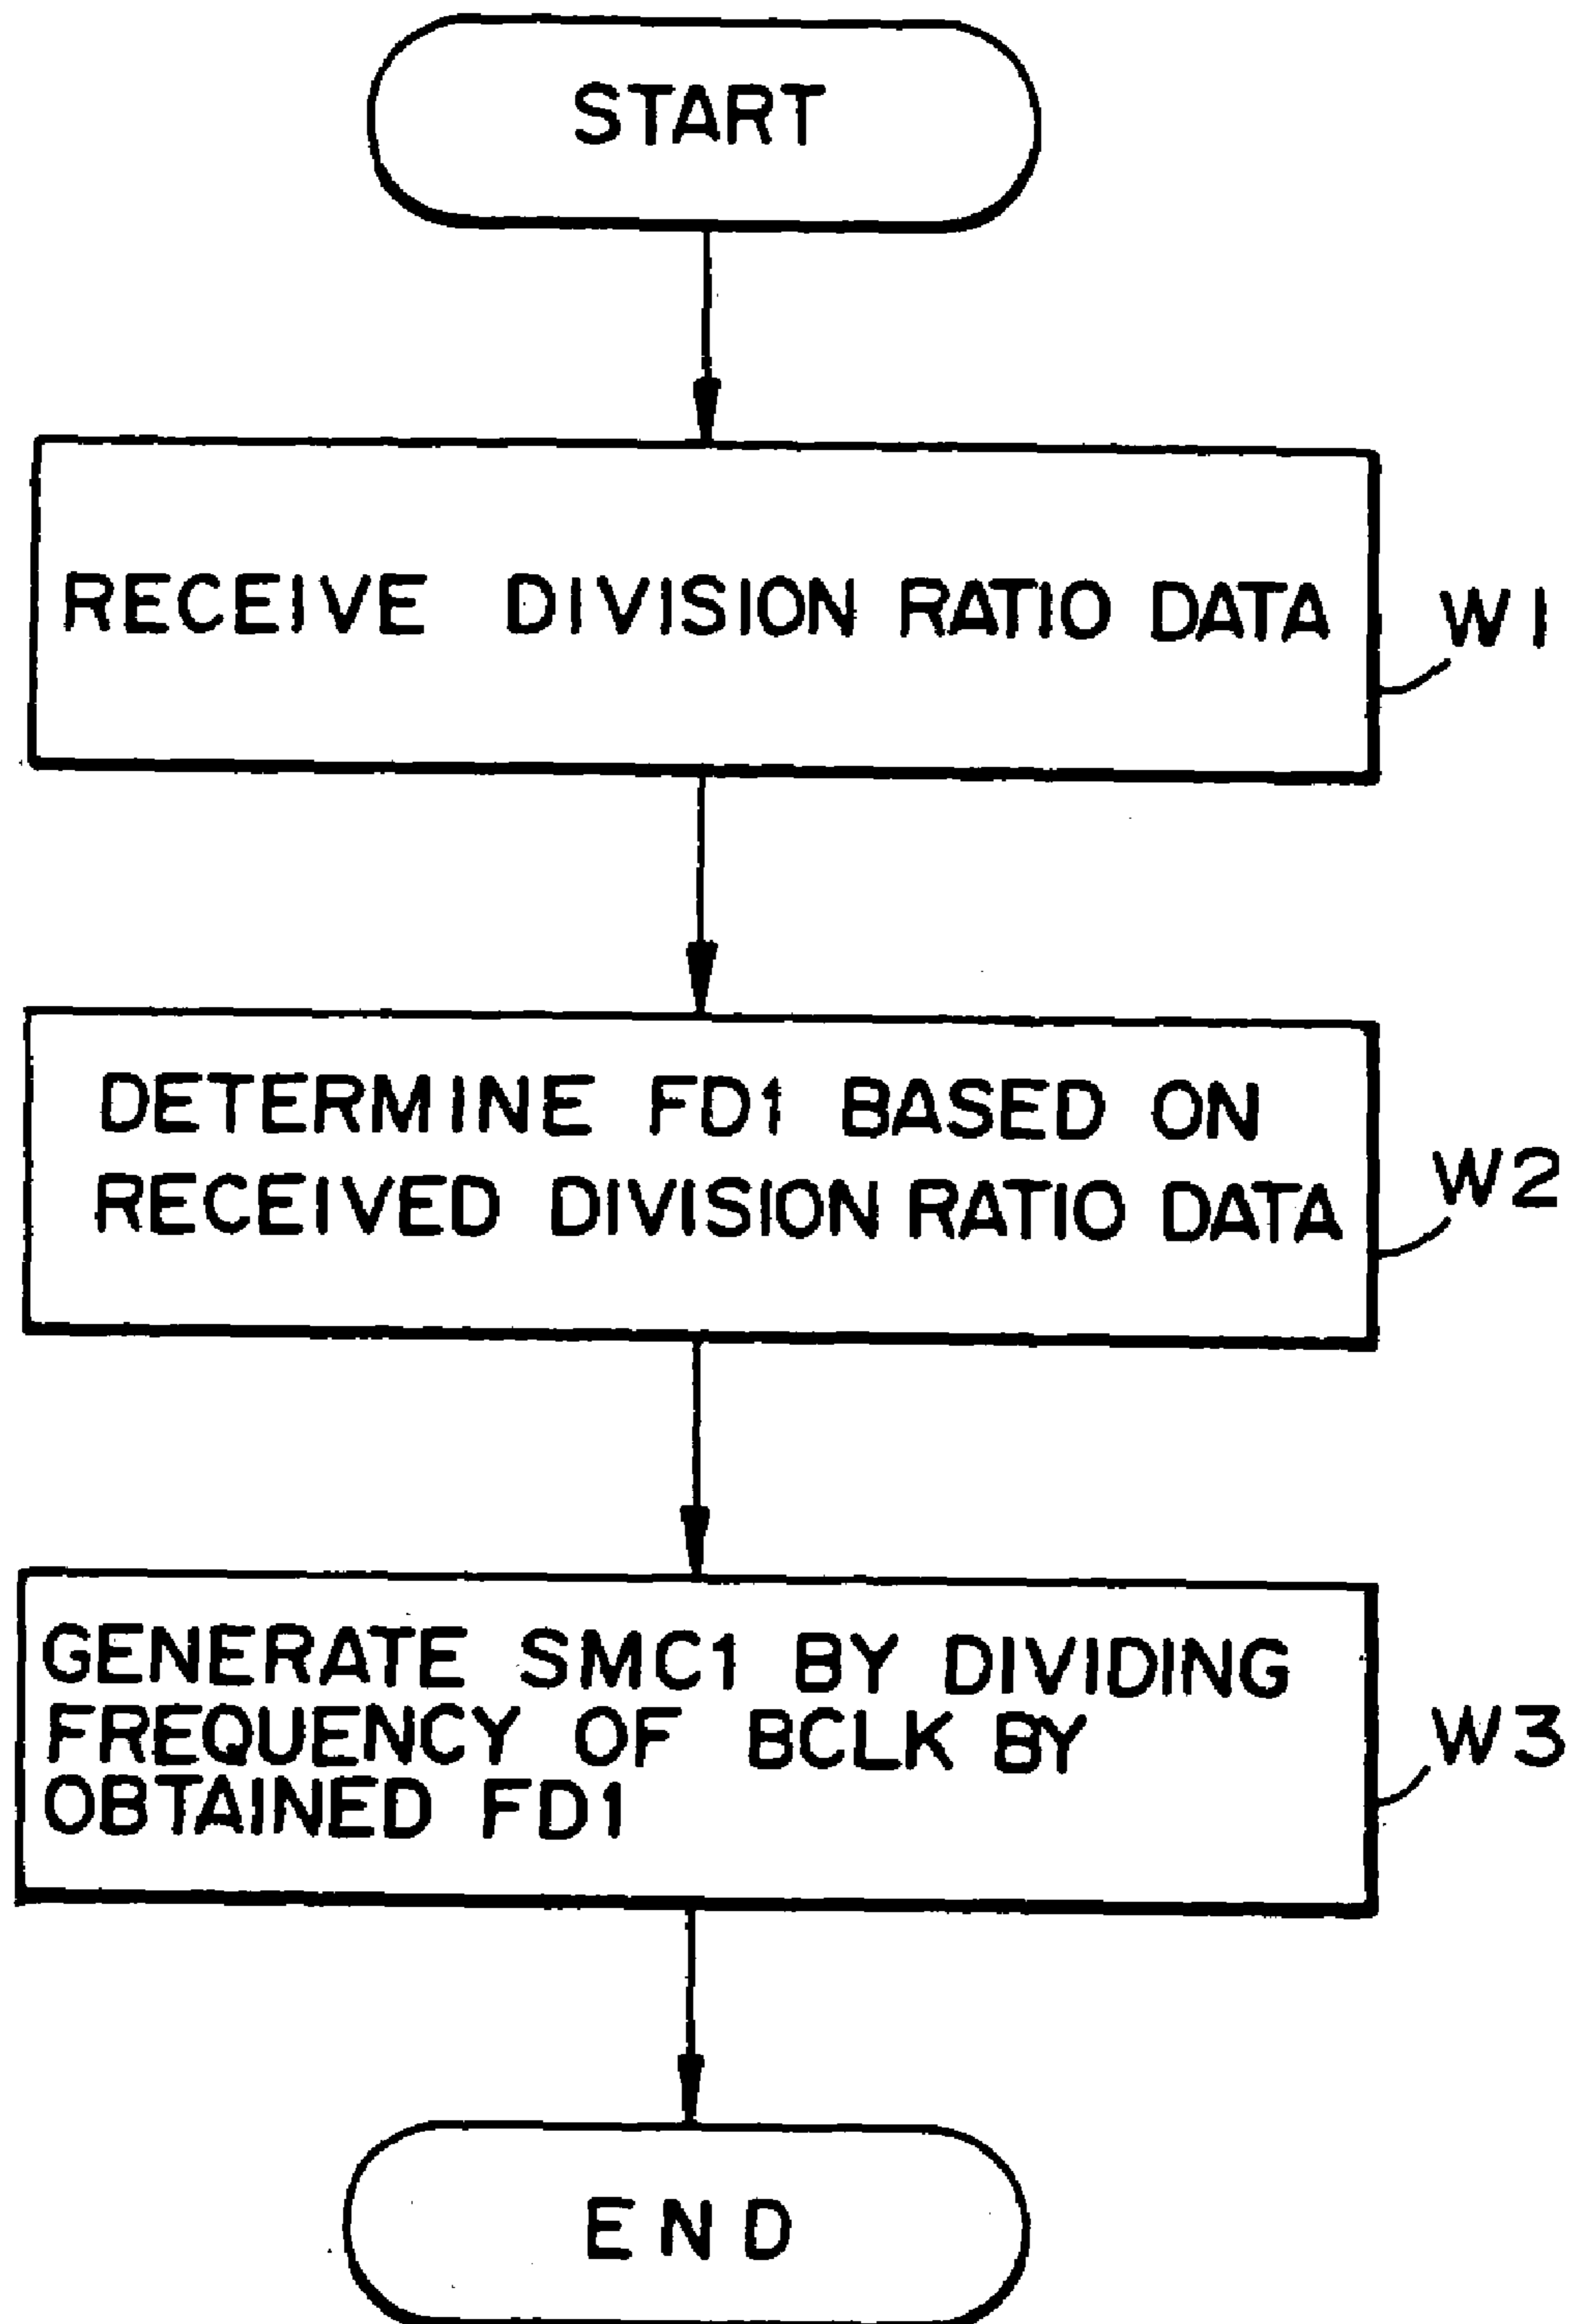 START
RECEIVE DIVISION RATIO DATA
W1
DETERMINE FD1 BASED ON
RECEIVED DIVISION RATIO DATA
W2
GENERATE SMC1 BY DIVIDING
FREQUENCY OF BCLK BY
OBTAINED FD1
W3
END